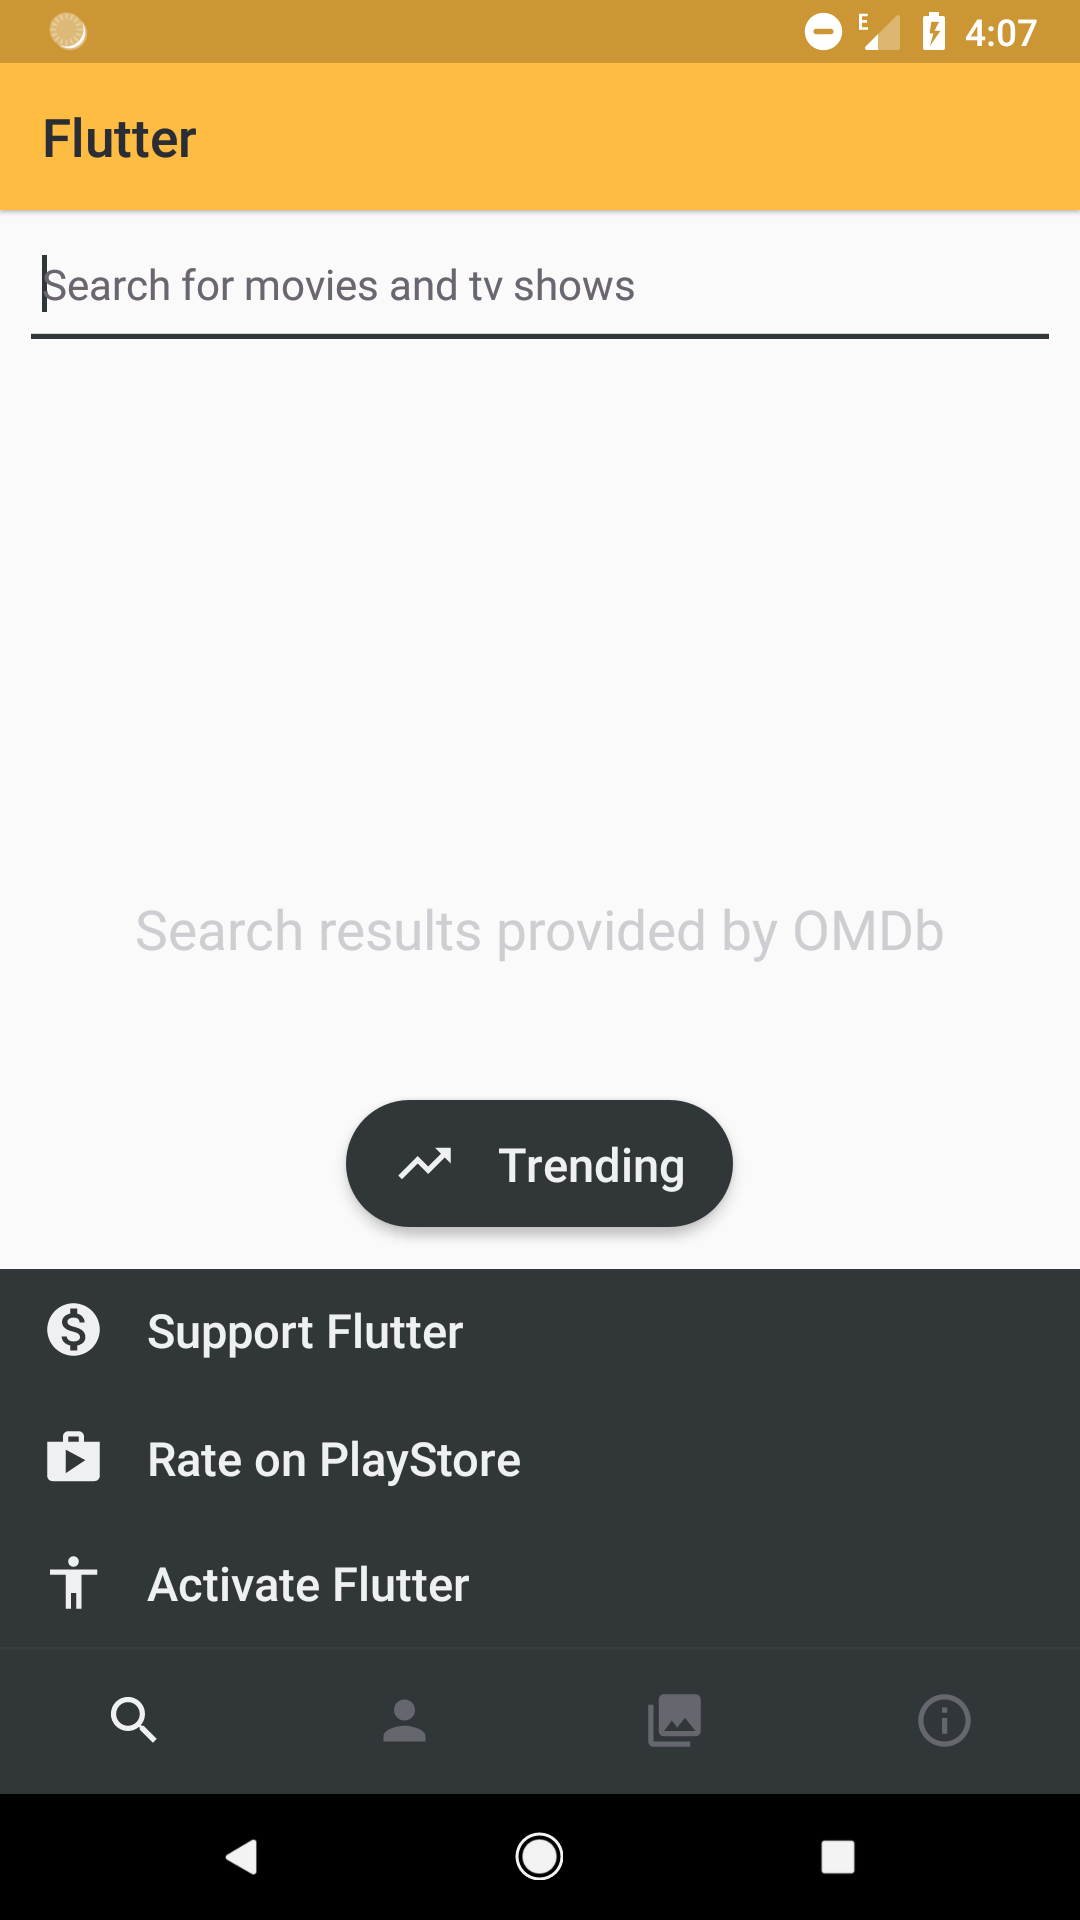 E 4:07
Flutter
Search for movies and tv shows
Search results provided by OMDb
Trending
Support Flutter
Rate on PlayStore
Activate Flutter